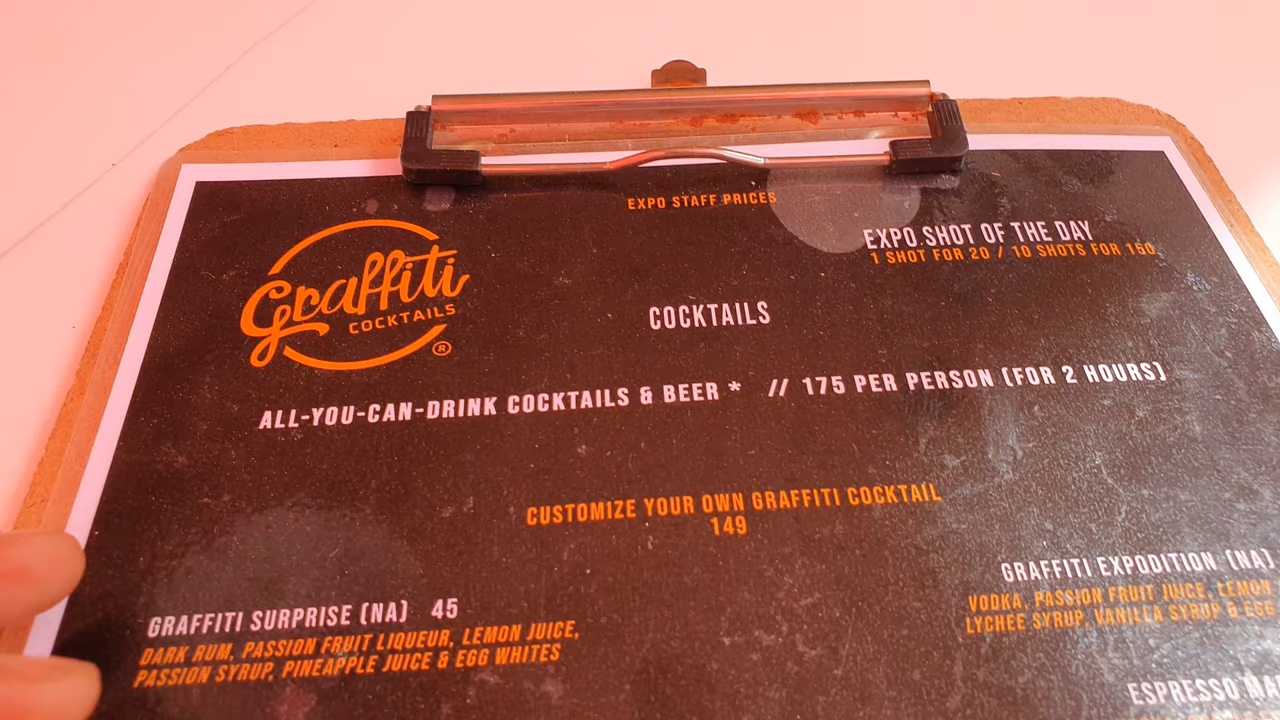 EXPO STAFF PRICES
Graffiti
COCKTAILS
®
EXPO SHOT OF THE DAY
1 SHOT FOR 20 / 10 SHOTS FOR 150
COCKTAILS
ALL-YOU-CAN-DRINK COCKTAILS & BEER * // 175 PER PERSON (FOR 2 HOURS)
CUSTOMIZE YOUR OWN GRAFFITI COCKTAIL
149
GRAFFITI SURPRISE (NA) 45
DARK RUM, PASSION FRUIT LIQUEUR, LEMON JUICE,
PASSION SYRUP, PINEAPPLE JUICE & EGG WHITES
GRAFFITI EXPODITION (NA)
VODKA, PASSION FRUIT JUICE, LEMON
LYCHEE SYRUP, VANILLA SYRUP & EGG
ESPRESSO